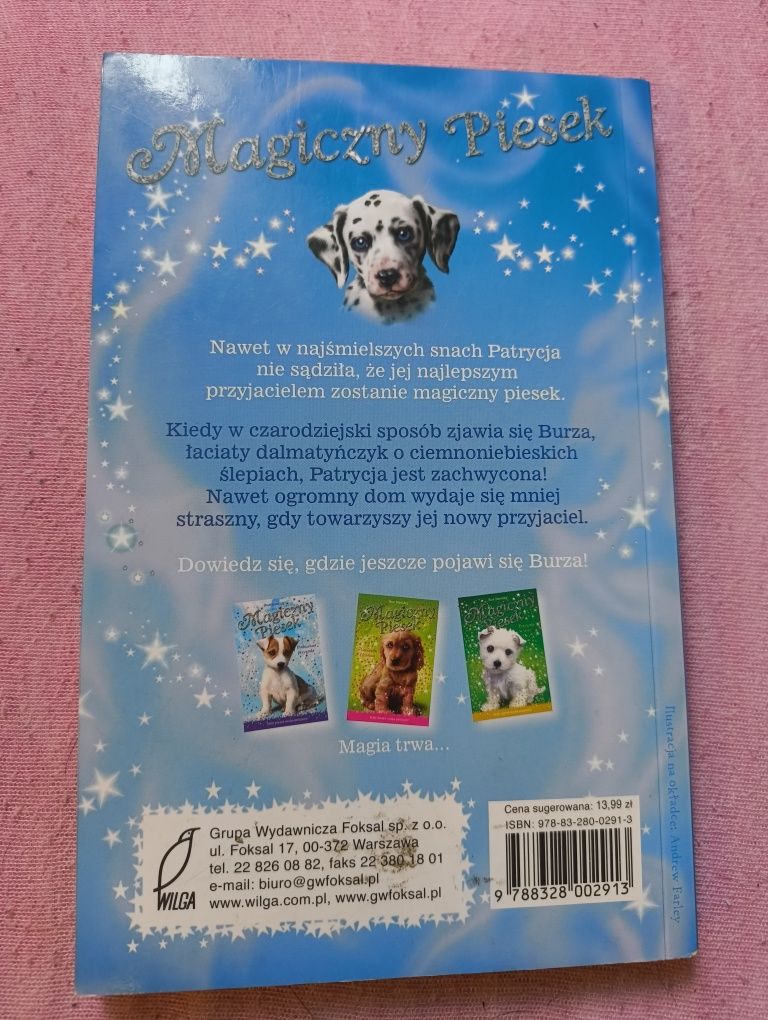 Magiczny Piesek
Nawet w najśmielszych snach Patrycja
nie sądziła, że jej najlepszym
przyjacielem zostanie magiczny piesek.
Kiedy w czarodziejski sposób zjawia się Burza,
łaciaty dalmatyńczyk o ciemnoniebieskich
ślepiach, Patrycja jest zachwycona!
Nawet ogromny dom wydaje się mniej
straszny, gdy towarzyszy jej nowy przyjaciel.
Dowiedz się, gdzie jeszcze pojawi się Burza!
Magiczny
Piesek
Magiczny
Piesek
Magiczny
Piesek
Magia trwa...
WILGA
Grupa Wydawnicza Foksal sp. z o.o.
ul. Foksal 17, 00-372 Warszawa
tel. 22 826 08 82, faks 22 380 18 01
e-mail: biuro@gwfoksal.pl
www.wilga.com.pl, www.gwfoksal.pl
Cena sugerowana: 13,99 zł
ISBN: 978-83-280-0291-3
9 788328 002913
Ilustracja na okładce: Andrew Farley